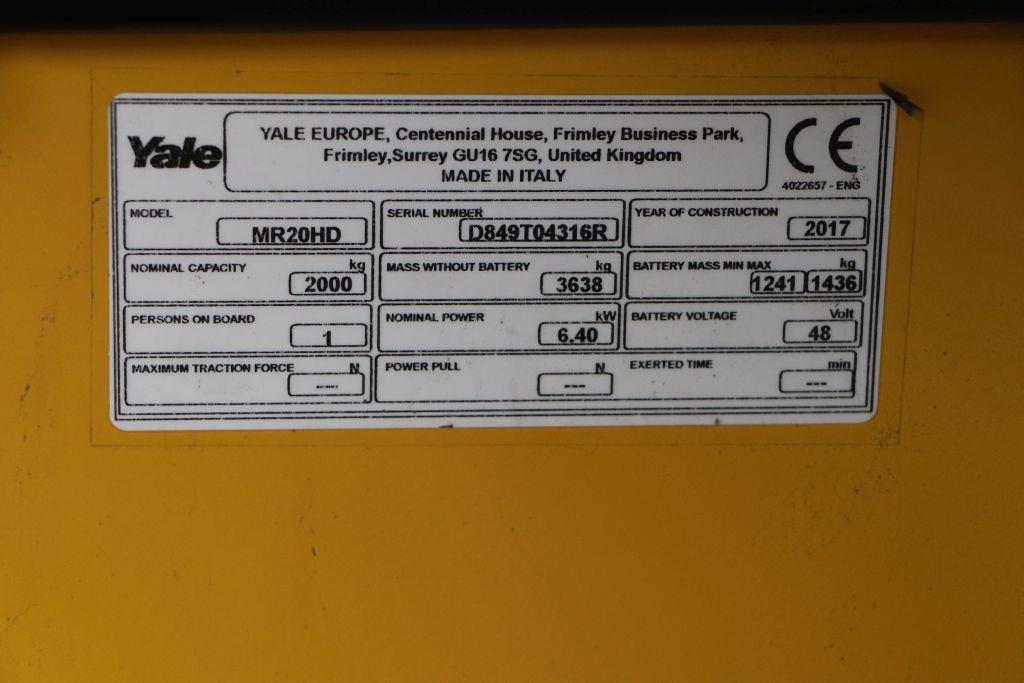 Yale
YALE EUROPE, Centennial House, Frimley Business Park,
Frimley,Surrey GU16 7SG, United Kingdom
MADE IN ITALY
CE
4022657 - ENG
MODEL
MR20HD
SERIAL NUMBER
D849T04316R
YEAR OF CONSTRUCTION
2017
NOMINAL CAPACITY kg
2000
MASS WITHOUT BATTERY kg
3638
BATTERY MASS MIN MAX kg
1241 1436
PERSONS ON BOARD
1
NOMINAL POWER kW
6.40
BATTERY VOLTAGE Volt
48
MAXIMUM TRACTION FORCE N
----
POWER PULL N
---
EXERTED TIME min
---